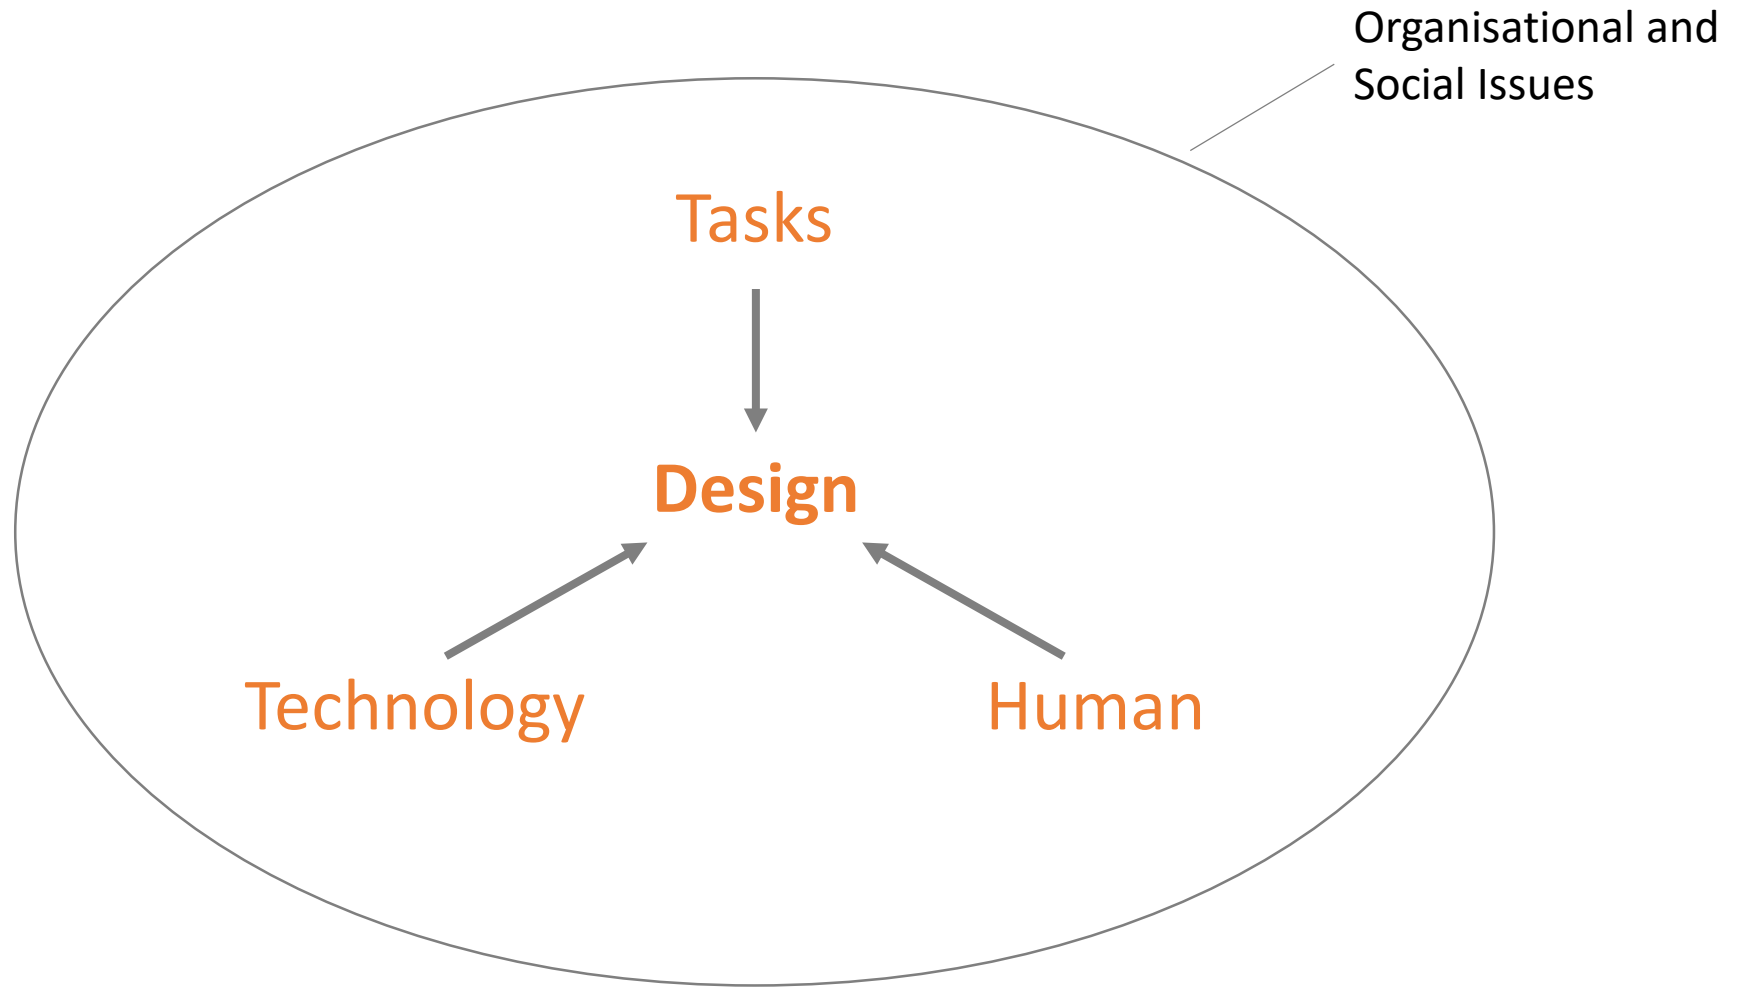 Organisational and
Social Issues
Tasks
Design
Technology
Human